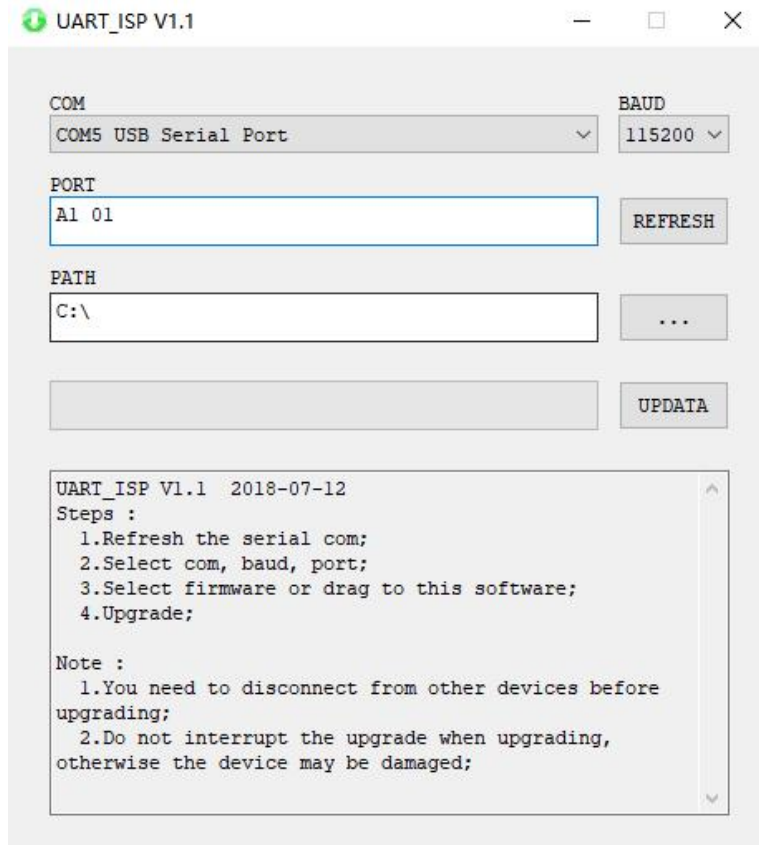 UART_ISP V1.1
COM
BAUD
COM5 USB Serial Port
115200
PORT
A1 01
REFRESH
PATH
C:\
...
UPDATA
UART_ISP V1.1  2018-07-12
Steps :
1.Refresh the serial com;
2.Select com, baud, port;
3.Select firmware or drag to this software;
4.Upgrade;
Note :
1.You need to disconnect from other devices before
upgrading;
2.Do not interrupt the upgrade when upgrading,
otherwise the device may be damaged;